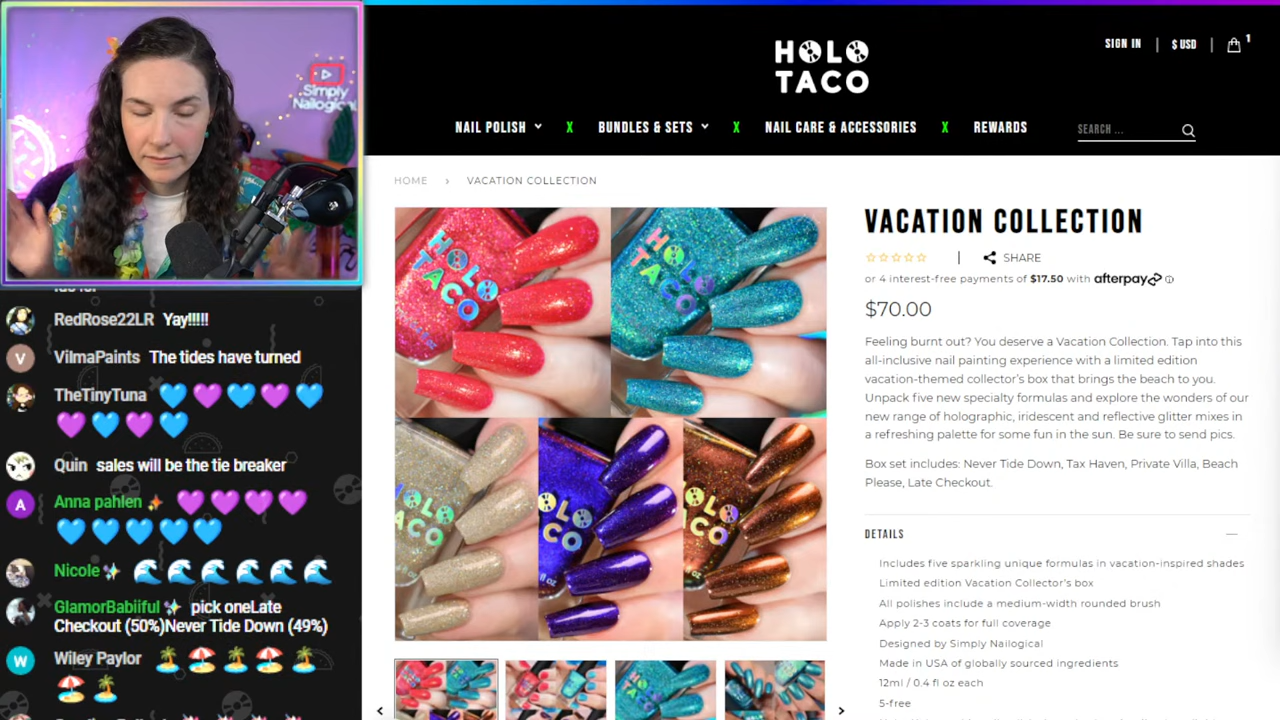 Simply
Nailogical
RedRose22LR Yay!!!!!
V VilmaPaints The tides have turned
TheTinyTuna
Quin sales will be the tie breaker
A Anna pahlen
Nicole
GlamorBabiiful pick oneLate
Checkout (50%)Never Tide Down (49%)
W Wiley Paylor
HOLO
TACO
SIGN IN | $ USD | 1
NAIL POLISH X BUNDLES & SETS X NAIL CARE & ACCESSORIES X REWARDS
SEARCH ...
HOME › VACATION COLLECTION
HOLO
TACO
HOLO
TACO
OLO
CO
OLO
CO
VACATION COLLECTION
| SHARE
or 4 interest-free payments of $17.50 with afterpay
$70.00
Feeling burnt out? You deserve a Vacation Collection. Tap into this
all-inclusive nail painting experience with a limited edition
vacation-themed collector's box that brings the beach to you.
Unpack five new specialty formulas and explore the wonders of our
new range of holographic, iridescent and reflective glitter mixes in
a refreshing palette for some fun in the sun. Be sure to send pics.
Box set includes: Never Tide Down, Tax Haven, Private Villa, Beach
Please, Late Checkout.
DETAILS
Includes five sparkling unique formulas in vacation-inspired shades
Limited edition Vacation Collector's box
All polishes include a medium-width rounded brush
Apply 2-3 coats for full coverage
Designed by Simply Nailogical
Made in USA of globally sourced ingredients
12ml / 0.4 fl oz each
5-free